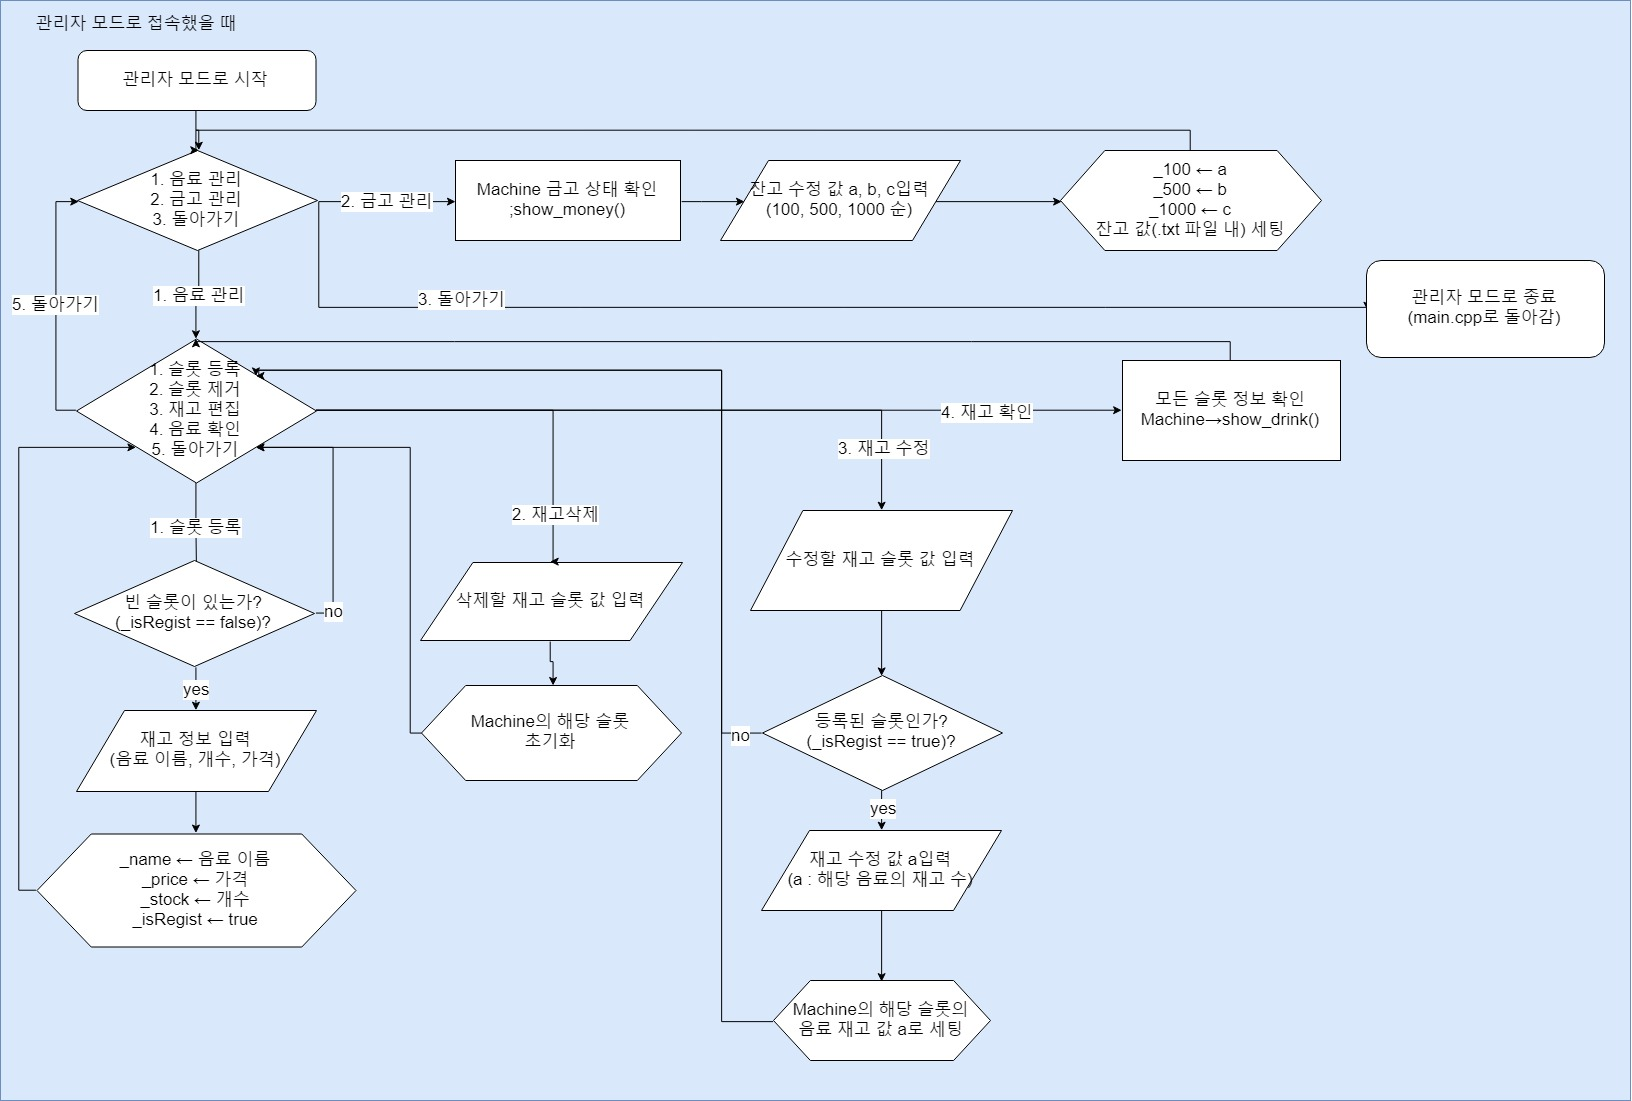 관리자 모드로 접속했을 때
관리자 모드로 시작
1. 음료 관리
2. 금고 관리
3. 돌아가기
2. 금고 관리
Machine 금고 상태 확인
;show_money()
잔고 수정 값 a, b, c입력
(100, 500, 1000 순)
_100 ← a
_500 ← b
_1000 ← c
잔고 값(.txt 파일 내) 세팅
5. 돌아가기
1. 음료 관리
3. 돌아가기
관리자 모드로 종료
(main.cpp로 돌아감)
1. 슬롯 등록
2. 슬롯 제거
3. 재고 편집
4. 음료 확인
5. 돌아가기
4. 재고 확인
모든 슬롯 정보 확인
Machine→show_drink()
3. 재고 수정
1. 슬롯 등록
2. 재고삭제
수정할 재고 슬롯 값 입력
빈 슬롯이 있는가?
(_isRegist == false)?
no
삭제할 재고 슬롯 값 입력
yes
재고 정보 입력
(음료 이름, 개수, 가격)
Machine의 해당 슬롯
초기화
등록된 슬롯인가?
(_isRegist == true)?
no
yes
_name ← 음료 이름
_price ← 가격
_stock ← 개수
_isRegist ← true
재고 수정 값 a입력
(a : 해당 음료의 재고 수)
Machine의 해당 슬롯의
음료 재고 값 a로 세팅